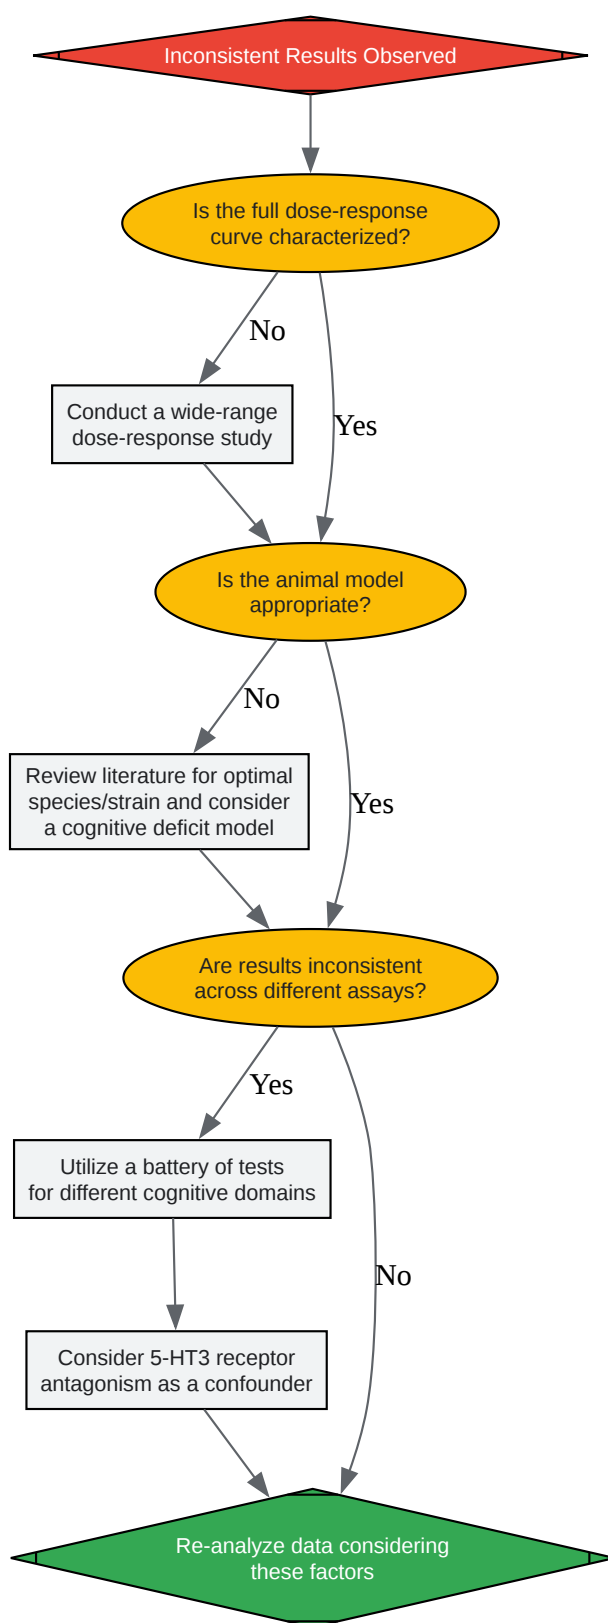 Inconsistent Results Observed
Is the full dose-response
curve characterized?
No
Conduct a wide-range
dose-response study
Yes
Is the animal model
appropriate?
No
Review literature for optimal
species/strain and consider
a cognitive deficit model
Yes
Are results inconsistent
across different assays?
Yes
Utilize a battery of tests
for different cognitive domains
No
Consider 5-HT3 receptor
antagonism as a confounder
Re-analyze data considering
these factors